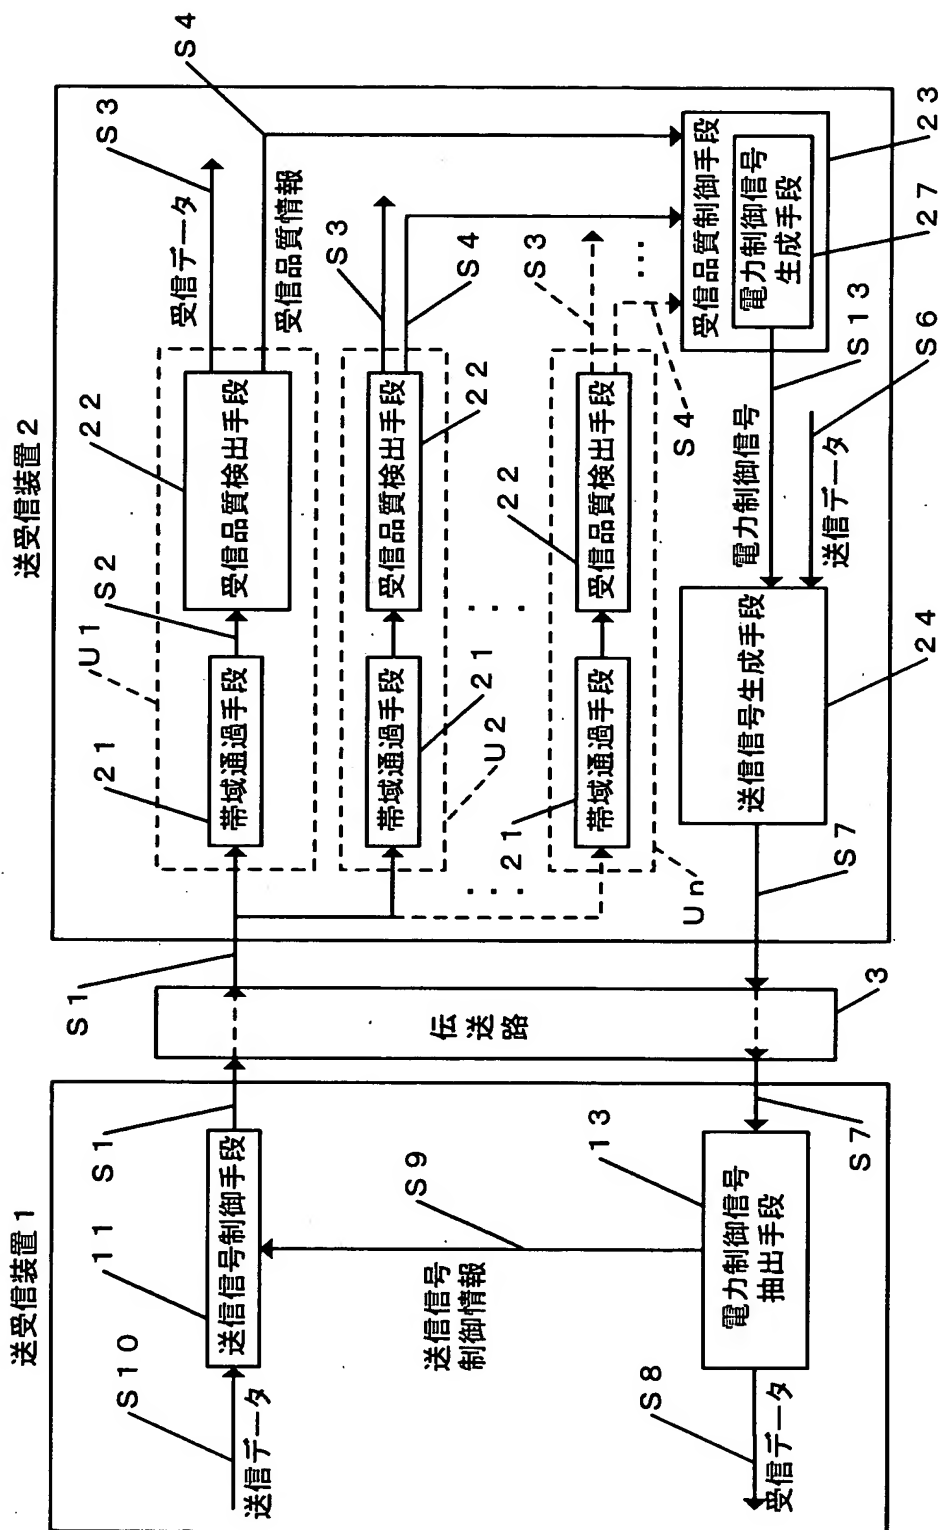 送受信装置1
S10
送信データ
11
送信信号制御手段
S1
S9
送信信号
制御情報
13
電力制御信号
抽出手段
S8
受信データ
S7
伝送路
3
S1
送受信装置2
U1
21
帯域通過手段
S2
22
受信品質検出手段
受信データ
S3
受信品質情報
S4
帯域通過手段
21
U2
受信品質検出手段
22
S3
S4
. . .
. . .
21
帯域通過手段
Un
22
受信品質検出手段
S3
S4
...
受信品質制御手段
電力制御信号
生成手段
23
27
S13
電力制御信号
S6
送信データ
送信信号生成手段
24
S7